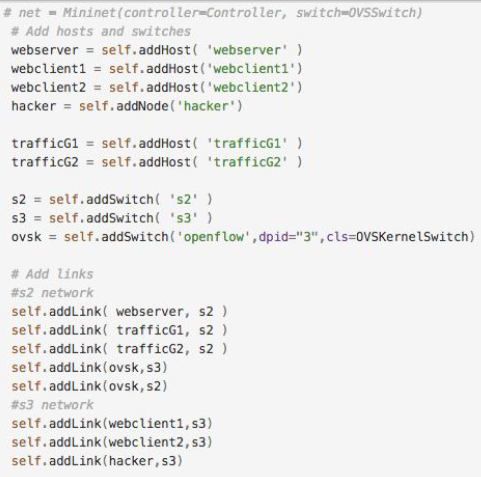 # net = Mininet(controller=Controller, switch=OVSSwitch)
# Add hosts and switches
webserver = self.addHost( 'webserver' )
webclient1 = self.addHost('webclient1')
webclient2 = self.addHost('webclient2')
hacker = self.addNode('hacker')
trafficG1 = self.addHost( 'trafficG1' )
trafficG2 = self.addHost( 'trafficG2' )
s2 = self.addSwitch( 's2' )
s3 = self.addSwitch( 's3' )
ovsk = self.addSwitch('openflow',dpid="3",cls=OVSKernelSwitch)
# Add links
#s2 network
self.addLink( webserver, s2 )
self.addLink( trafficG1, s2 )
self.addLink( trafficG2, s2 )
self.addLink(ovsk,s3)
self.addLink(ovsk,s2)
#s3 network
self.addLink(webclient1,s3)
self.addLink(webclient2,s3)
self.addLink(hacker,s3)